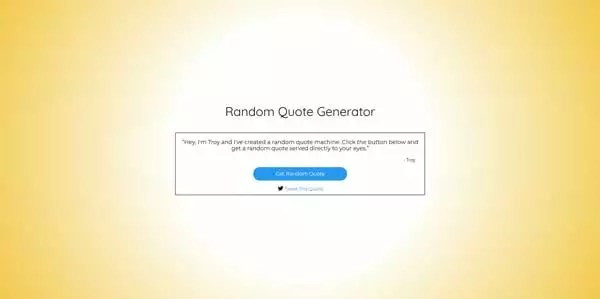 Random Quote Generator
"Hey, I'm Troy and I've created a random quote machine. Click the button below and
get a random quote served directly to your eyes."
Troy
Get Random Quote
Tweet This Quote